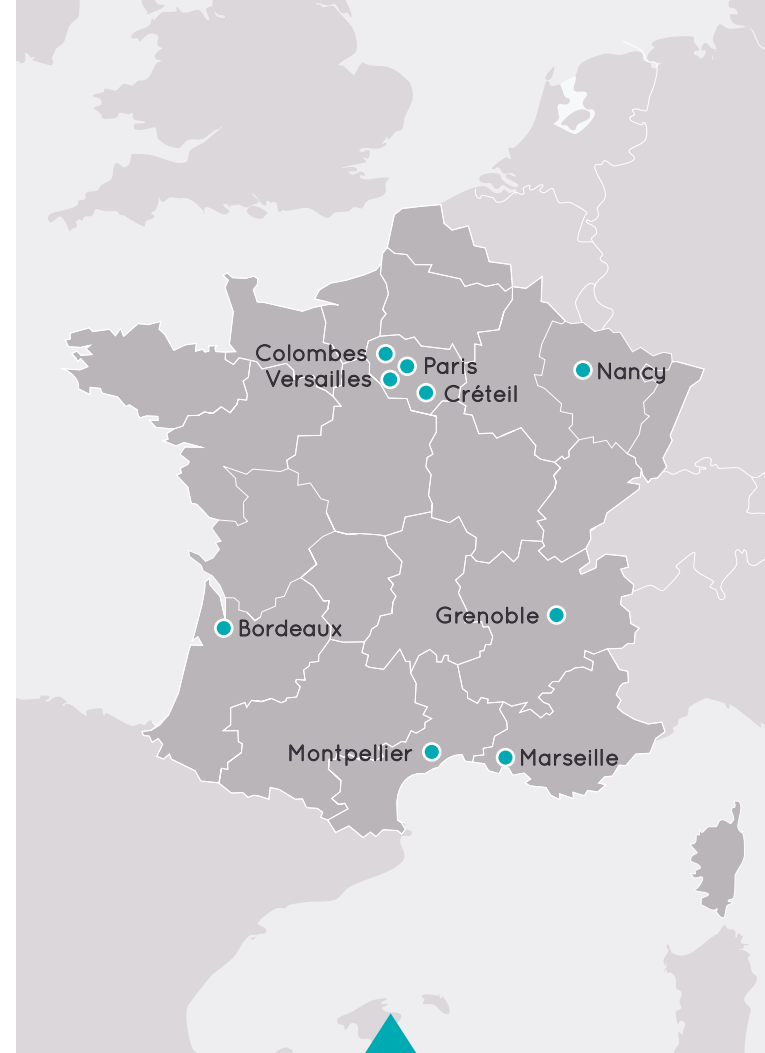 Colombes
Paris
Nancy
Versailles
Créteil
Grenoble
Bordeaux
Montpellier
Marseille